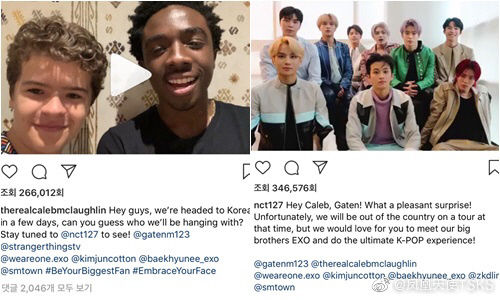 조회 266,012회
therealcalebmclaughlin Hey guys, we're headed to Korea
in a few days, can you guess who we'll be hanging with?
Stay tuned to @nct127 to see! @gatenm123
@strangerthingstv
@weareone.exo @kimjuncotton @baekhyunee_exo
@smtown #BeYourBiggestFan #EmbraceYourFace
댓글 2,046개 모두 보기
조회 346,576회
nct127 Hey Caleb, Gaten! What a pleasant surprise!
Unfortunately, we will be out of the country on a tour at
that time, but we would love for you to meet our big
brothers EXO and do the ultimate K-POP experience!
@gatenm123 @therealcalebmclaughlin
@weareone.exo @kimjuncotton @baekhyunee_exo @zkdlin
@smtown